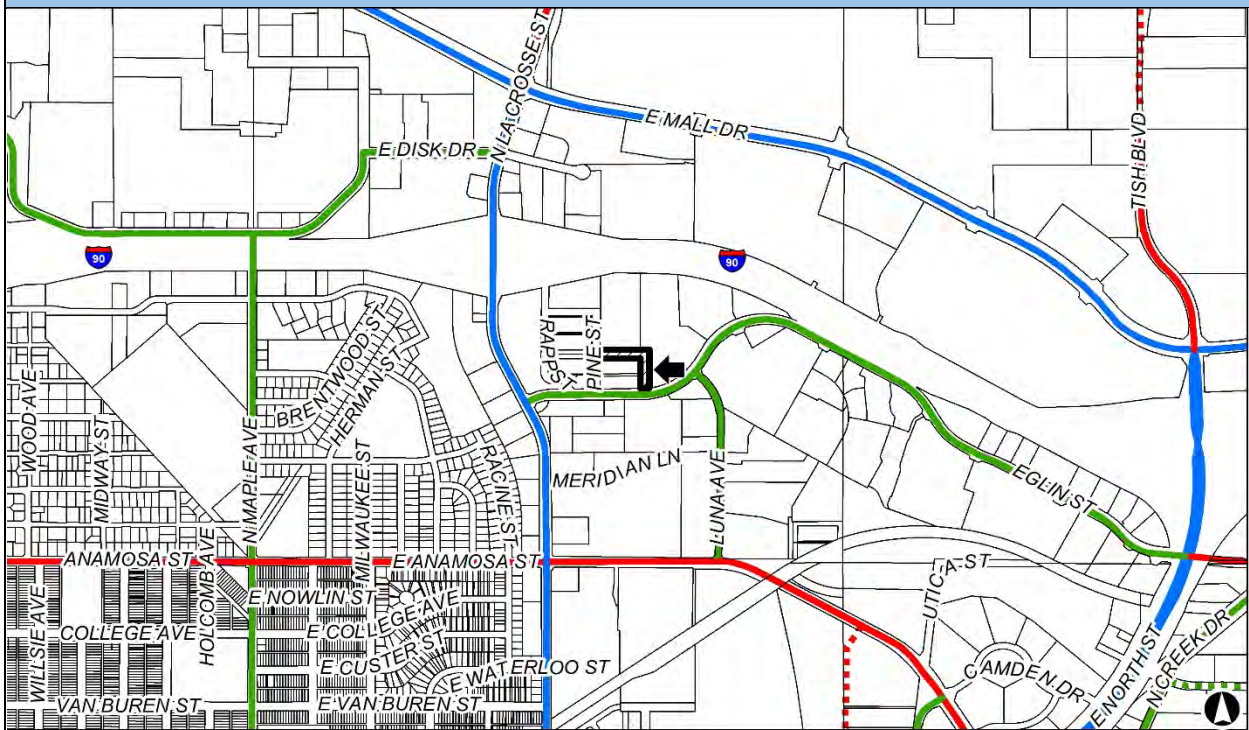 N LA CROSSE ST
E MALL DR
TISH BLVD
E DISK DR
90
90
RAPP ST
PINE ST
BRENTWOOD ST
HERMAN ST
WOOD AVE
MIDWAY ST
N MAPLE AVE
MILWAUKEE ST
RACINE ST
MERIDIAN LN
LUNA AVE
EGLIN ST
ANAMOSA ST
E ANAMOSA ST
HOLCOMB AVE
E NOWLIN ST
UTICA ST
WILLSIE AVE
COLLEGE AVE
E COLLEGE AVE
E CUSTER ST
E WATERLOO ST
CAMDEN DR
E NORTH ST
N CREEK DR
VAN BUREN ST
E VAN BUREN ST